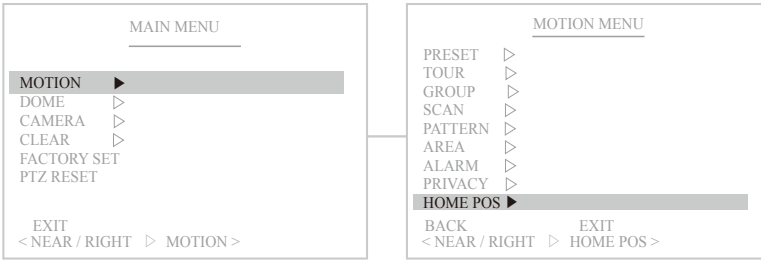 MAIN MENU
MOTION ▶
DOME ▷
CAMERA ▷
CLEAR ▷
FACTORY SET
PTZ RESET
EXIT
< NEAR / RIGHT ▷ MOTION >
MOTION MENU
PRESET ▷
TOUR ▷
GROUP ▷
SCAN ▷
PATTERN ▷
AREA ▷
ALARM ▷
PRIVACY ▷
HOME POS ▶
BACK EXIT
< NEAR / RIGHT ▷ HOME POS >